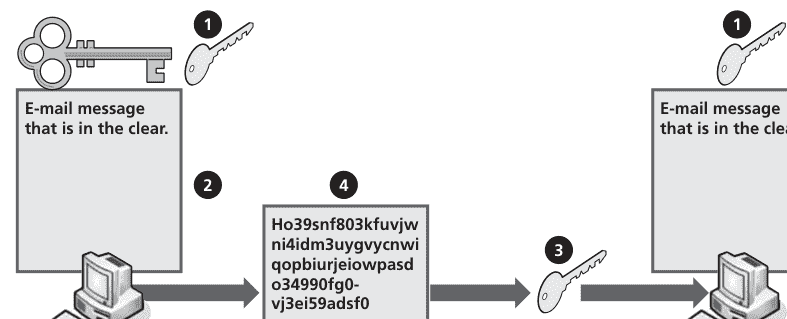 1
1
E-mail message
that is in the clear.
E-mail message
that is in the
2
4
Ho39snf803kfuvjw
ni4idm3uygvycnwi
qopbiurjeiowpasd
o34990fg0-
vj3ei59adsf0
3